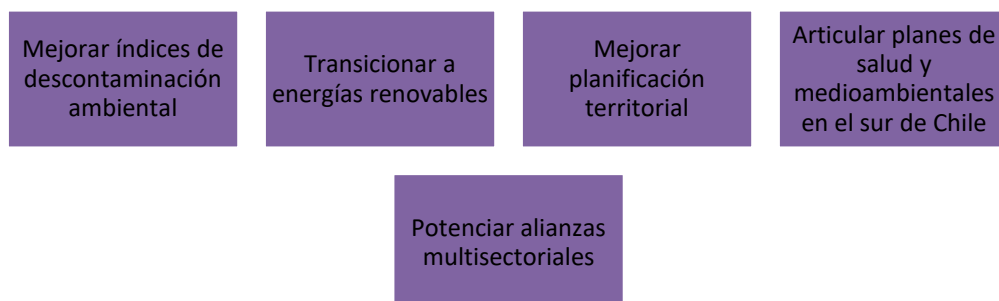 Mejorar índices de
descontaminación
ambiental
Transicionar a
energías renovables
Mejorar
planificación
territorial
Articular planes de
salud y
medioambientales
en el sur de Chile
Potenciar alianzas
multisectoriales